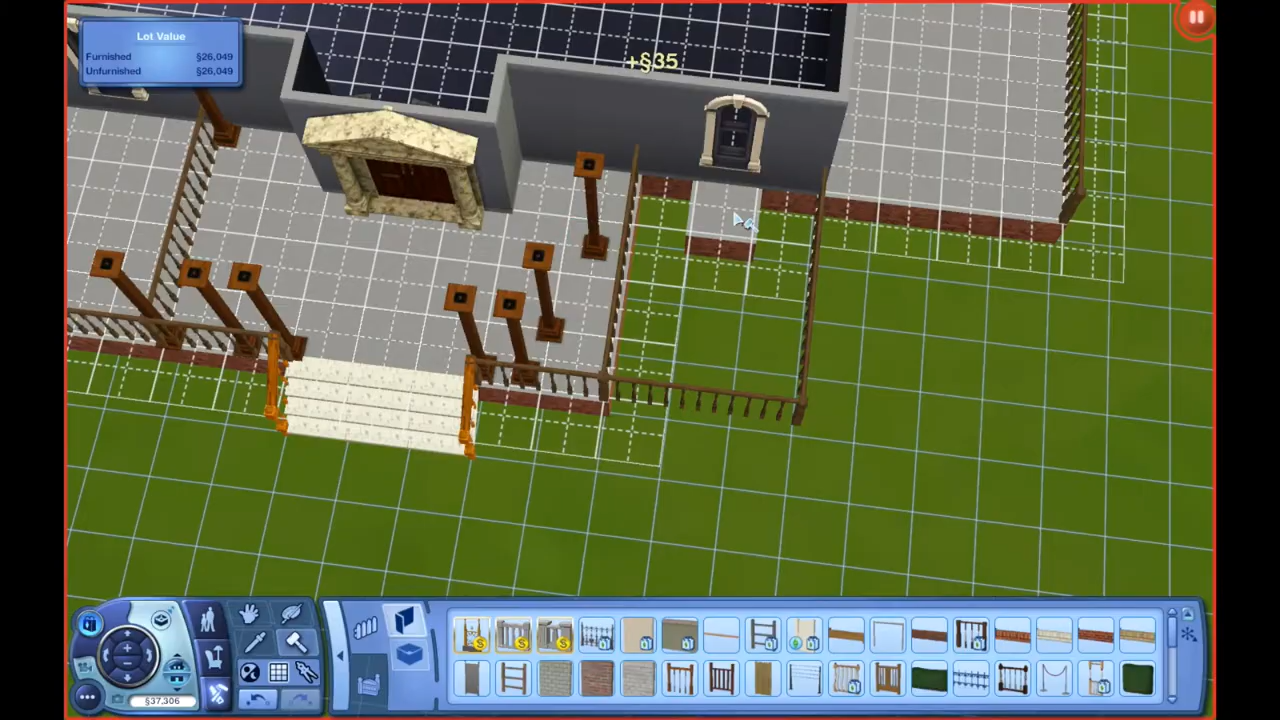 Lot Value
Furnished §26,049
Unfurnished §26,049
+§35
§37,306